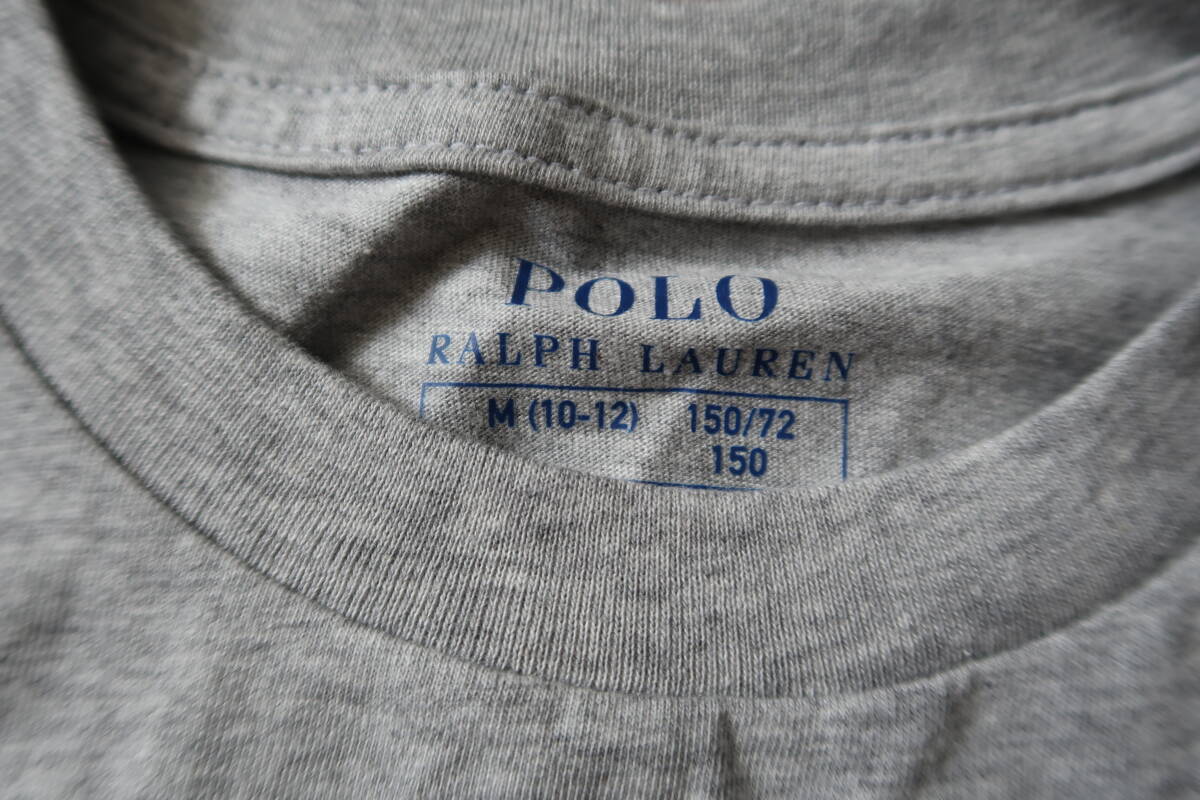 POLO
RALPH LAUREN
M (10-12) 150/72
150